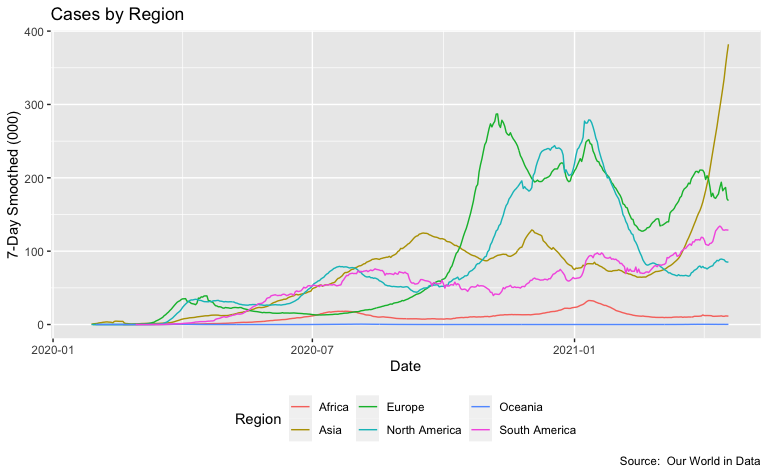 Cases by Region
400
300
200
100
0
7-Day Smoothed (000)
2020-01
2020-07
2021-01
Date
Region
Africa
Europe
Oceania
Asia
North America
South America
Source: Our World in Data